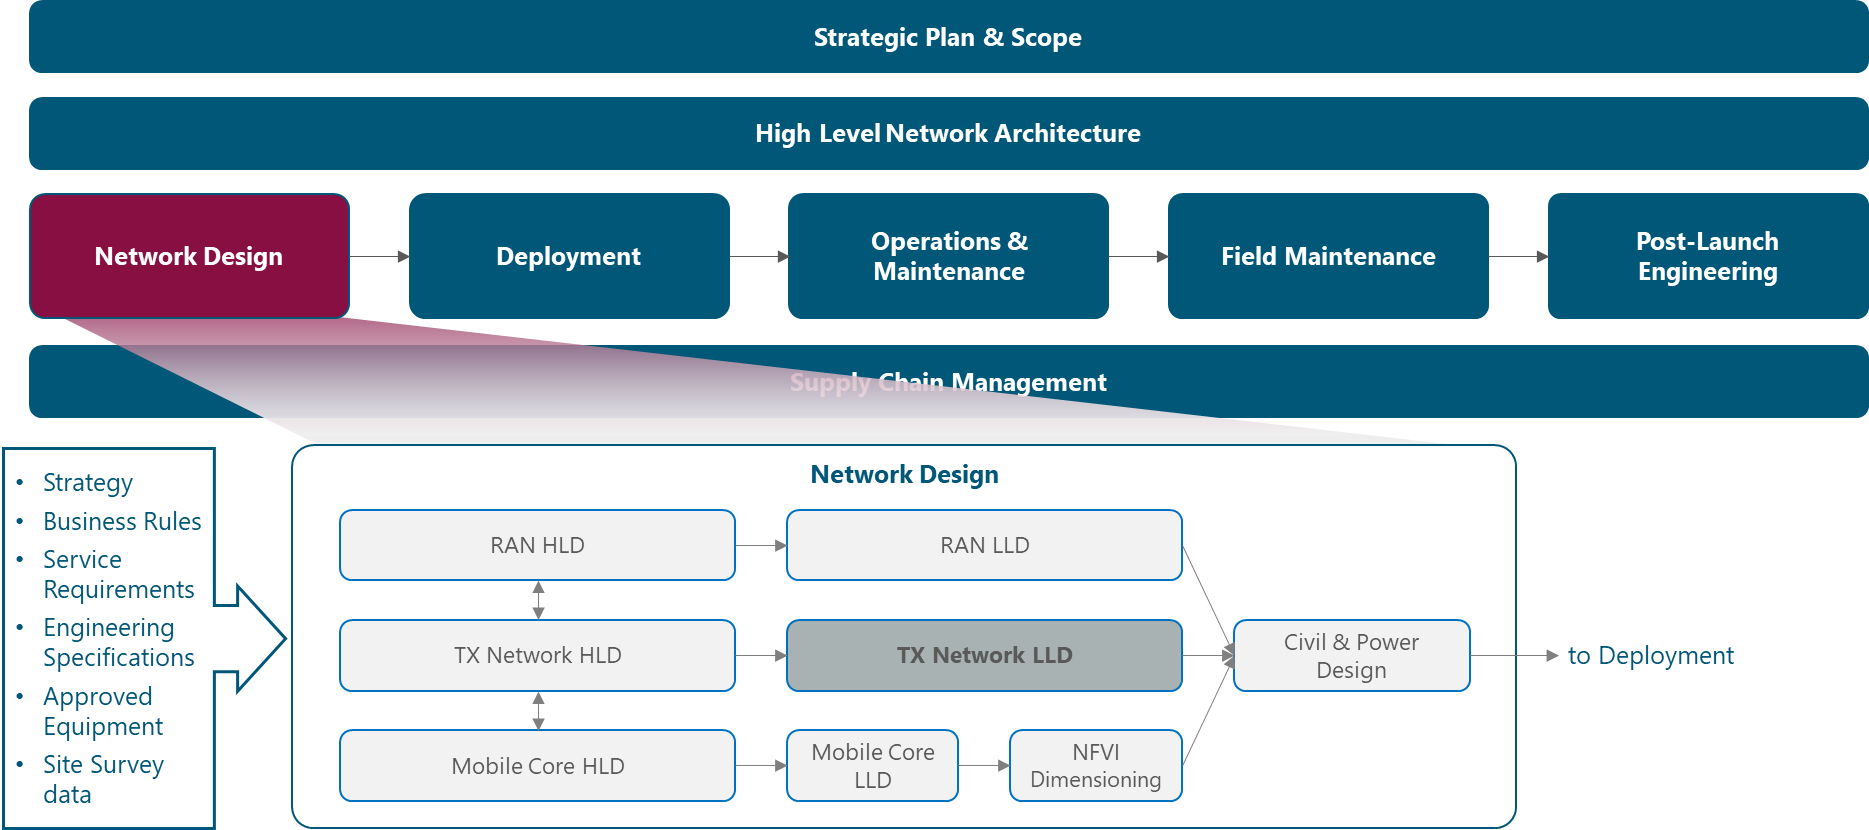 Strategic Plan & Scope
High Level Network Architecture
Network Design
Deployment
Operations &
Maintenance
Field Maintenance
Post-Launch
Engineering
Supply Chain Management
• Strategy
• Business Rules
• Service
Requirements
• Engineering
Specifications
• Approved
Equipment
• Site Survey
data
Network Design
RAN HLD
RAN LLD
TX Network HLD
TX Network LLD
Civil & Power
Design
to Deployment
Mobile Core HLD
Mobile Core
LLD
NFVI
Dimensioning